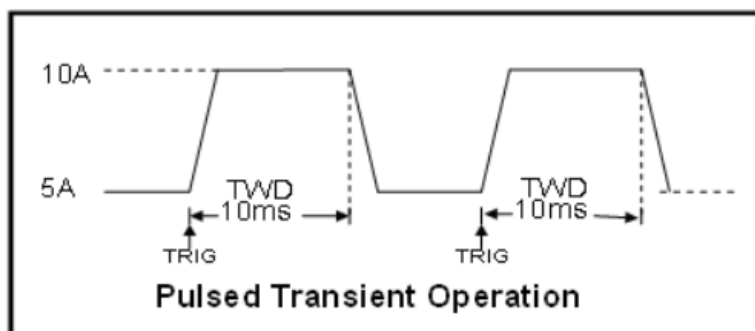 10A
5A
TWD
10ms
TRIG
TWD
10ms
TRIG
Pulsed Transient Operation